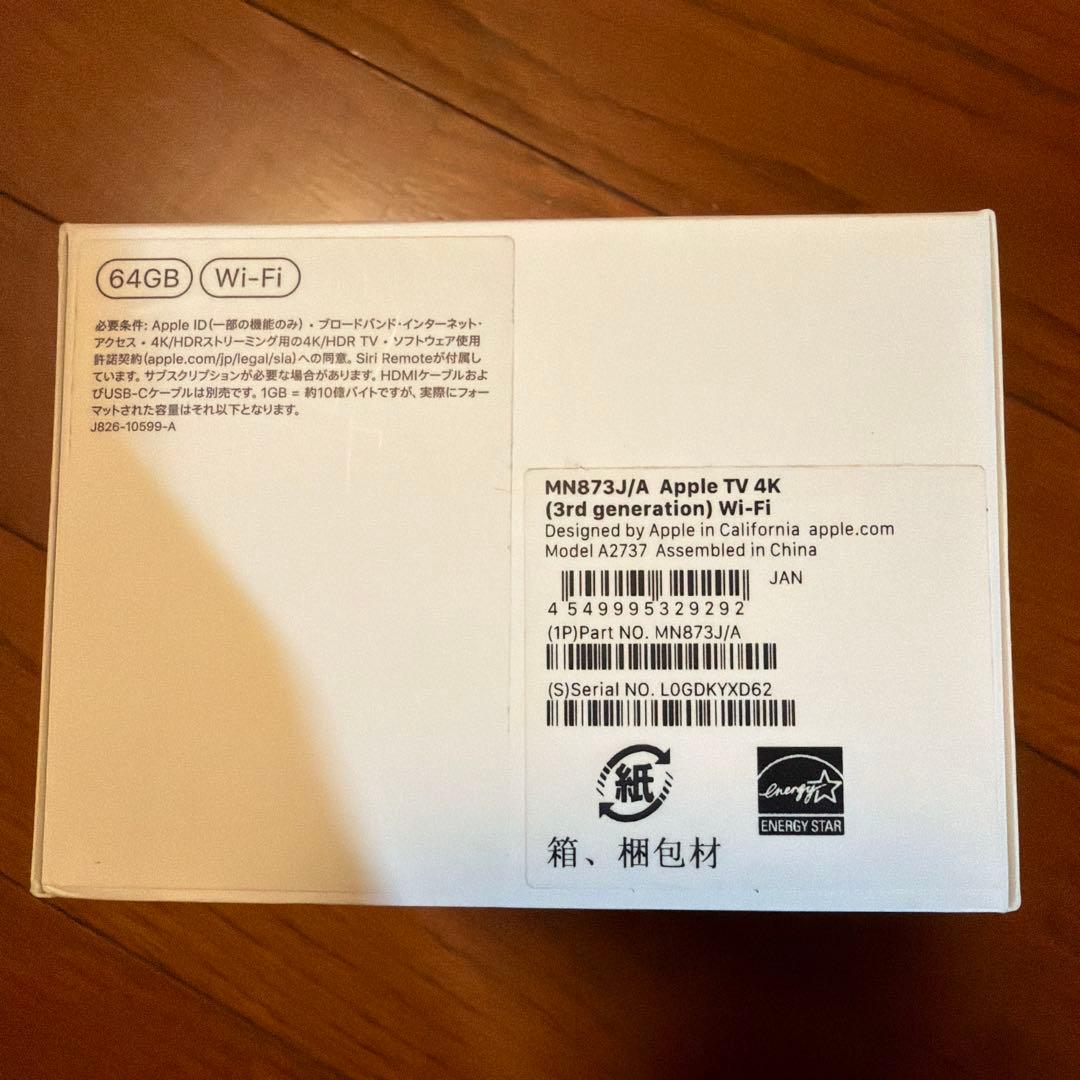 64GB Wi-Fi
必要条件: Apple ID(一部の機能のみ)・ブロードバンド・インターネット・
アクセス・4K/HDRストリーミング用の4K/HDR TV・ソフトウェア使用
許諾契約(apple.com/jp/legal/sla)への同意。Siri Remoteが付属し
ています。サブスクリプションが必要な場合があります。HDMIケーブルおよ
びUSB-Cケーブルは別売です。1GB = 約10億バイトですが、実際にフォー
マットされた容量はそれ以下となります。
J826-10599-A
MN873J/A Apple TV 4K
(3rd generation) Wi-Fi
Designed by Apple in California apple.com
Model A2737 Assembled in China
JAN
4549995329292
(1P)Part NO. MN873J/A
(S)Serial NO. L0GDKYXD62
紙
energy
ENERGY STAR
箱、梱包材